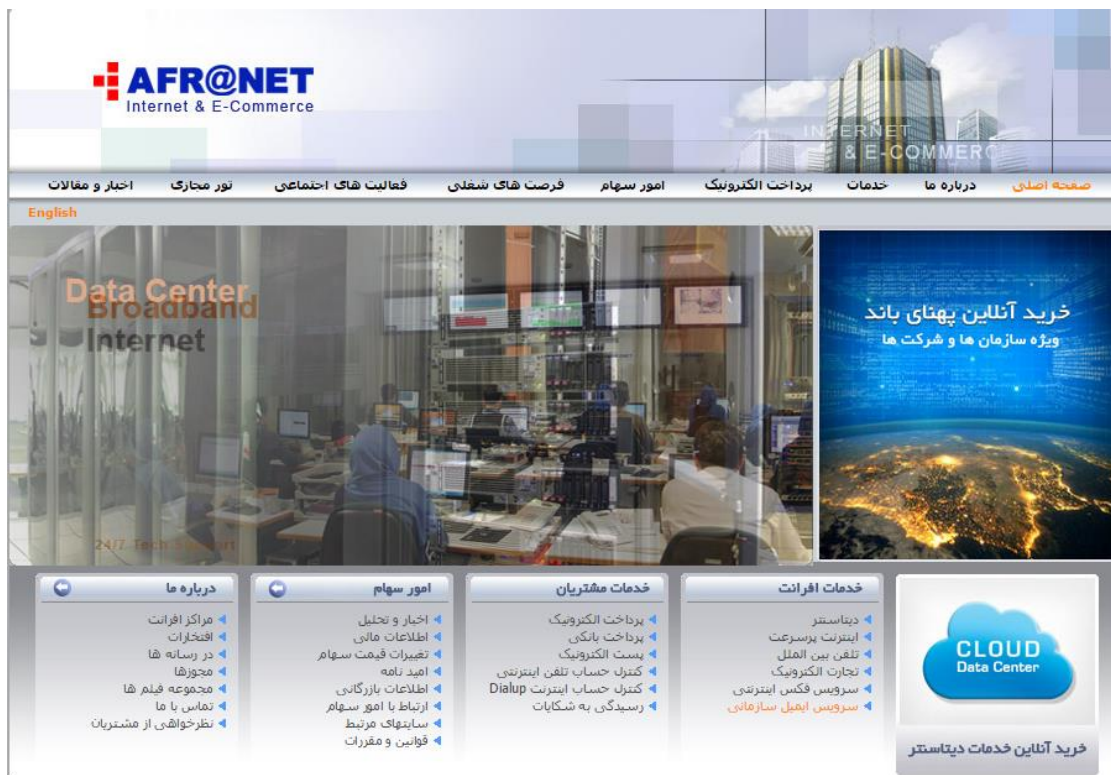 AFR@NET
Internet & E-Commerce
INTERNET
& E-COMMERCE
صفحه اصلی درباره ما خدمات پرداخت الکترونیک امور سهام فرصت های شغلی فعالیت های اجتماعی تور مجازی اخبار و مقالات
English
Data Center
Broadband
Internet
24/7 Tech Support
خرید آنلاین پهنای باند
ویژه سازمان ها و شرکت ها
CLOUD
Data Center
خرید آنلاین خدمات دیتاسنتر
خدمات افرانت
دیتاسنتر
اینترنت پرسرعت
تلفن بین الملل
تجارت الکترونیک
سرویس فکس اینترنتی
سرویس ایمیل سازمانی
خدمات مشتریان
پرداخت الکترونیک
پرداخت بانکی
پست الکترونیک
کنترل حساب تلفن اینترنتی
کنترل حساب اینترنت Dialup
رسیدگی به شکایات
امور سهام
اخبار و تحلیل
اطلاعات مالی
تغییرات قیمت سهام
امید نامه
اطلاعات بازرگانی
ارتباط با امور سهام
سایتهای مرتبط
قوانین و مقررات
درباره ما
مراکز افرانت
افتخارات
در رسانه ها
مجوزها
مجموعه فیلم ها
تماس با ما
نظرخواهی از مشتریان